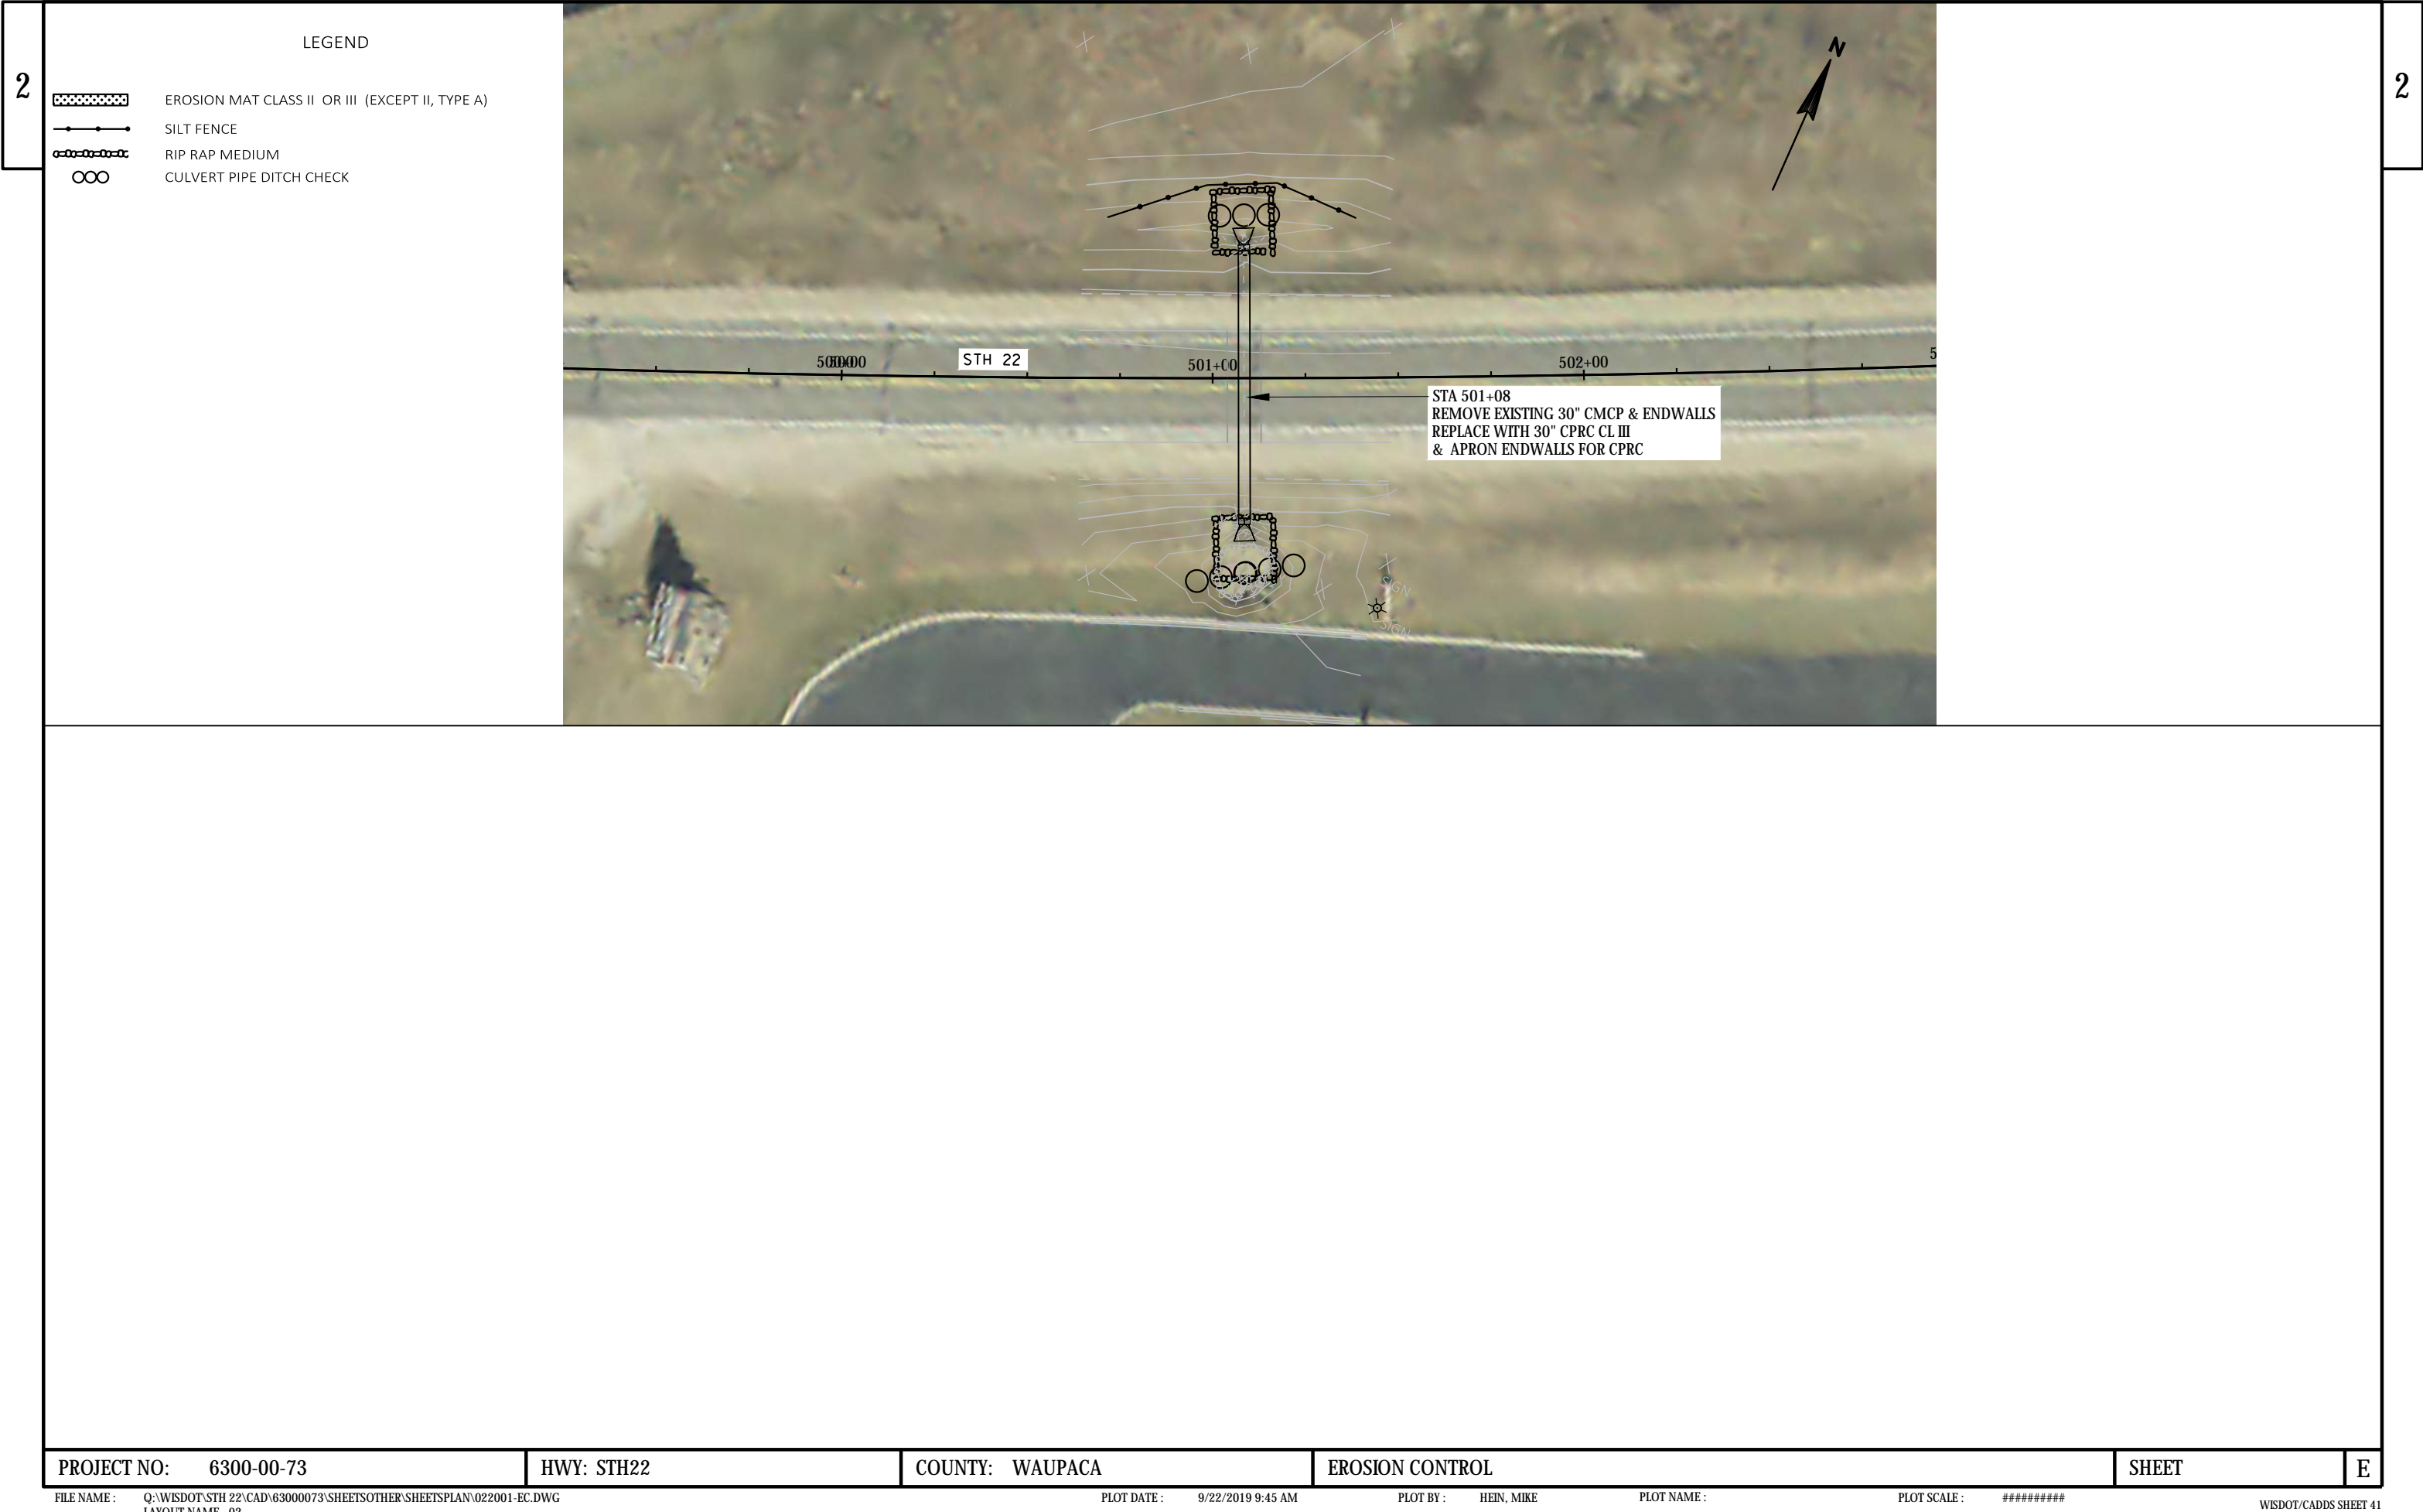 2
LEGEND
EROSION MAT CLASS II OR III (EXCEPT II, TYPE A)
SILT FENCE
RIP RAP MEDIUM
CULVERT PIPE DITCH CHECK
N
2
STH 22
501+00
502+00
5
STA 501+08
REMOVE EXISTING 30" CMCP & ENDWALLS
REPLACE WITH 30" CPRC CL III
& APRON ENDWALLS FOR CPRC
SIGN
SIGN
PROJECT NO: 6300-00-73
HWY: STH22
COUNTY: WAUPACA
EROSION CONTROL
SHEET
E
FILE NAME : Q:\WISDOT\STH 22\CAD\63000073\SHEETSOTHER\SHEETSPLAN\022001-EC.DWG
PLOT DATE : 9/22/2019 9:45 AM
PLOT BY : HEIN, MIKE
PLOT NAME :
PLOT SCALE : ##########
WISDOT/CADDS SHEET 41